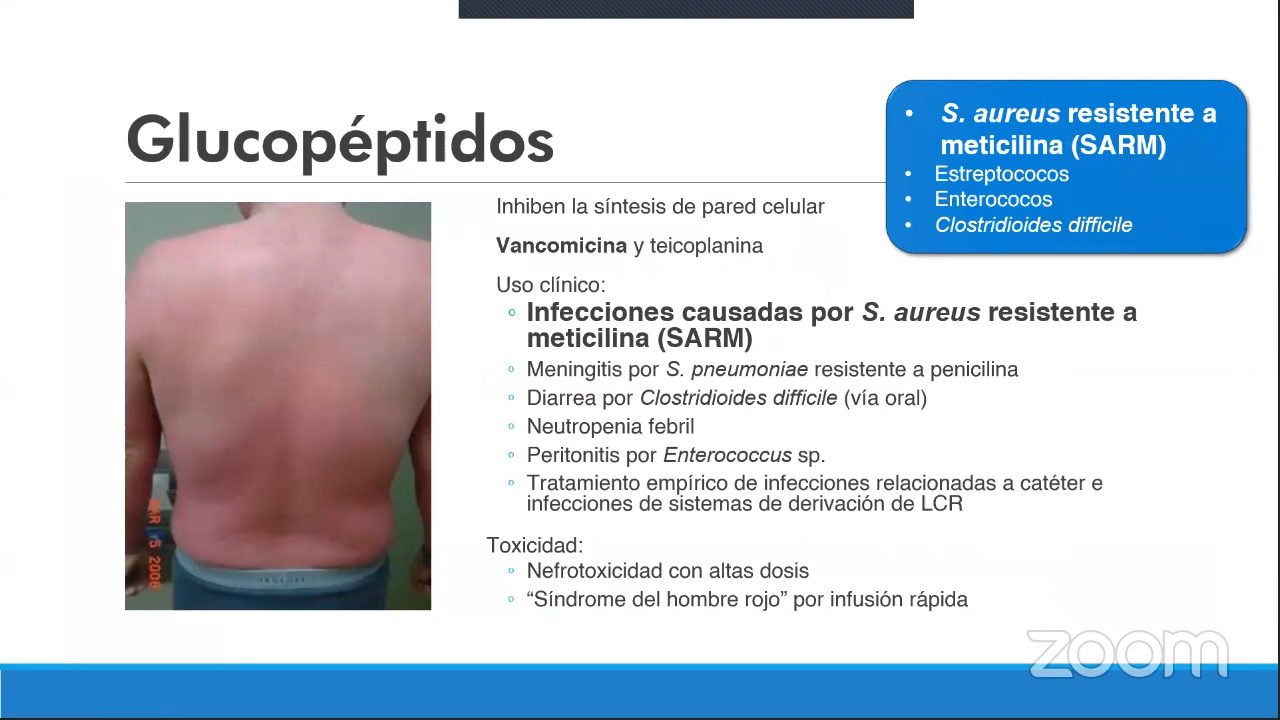 Glucopéptidos
• S. aureus resistente a
meticilina (SARM)
• Estreptococos
• Enterococos
• Clostridioides difficile
Inhiben la síntesis de pared celular
Vancomicina y teicoplanina
Uso clínico:
◦ Infecciones causadas por S. aureus resistente a
meticilina (SARM)
◦ Meningitis por S. pneumoniae resistente a penicilina
◦ Diarrea por Clostridioides difficile (vía oral)
◦ Neutropenia febril
◦ Peritonitis por Enterococcus sp.
◦ Tratamiento empírico de infecciones relacionadas a catéter e
infecciones de sistemas de derivación de LCR
Toxicidad:
◦ Nefrotoxicidad con altas dosis
◦ “Síndrome del hombre rojo” por infusión rápida
zoom